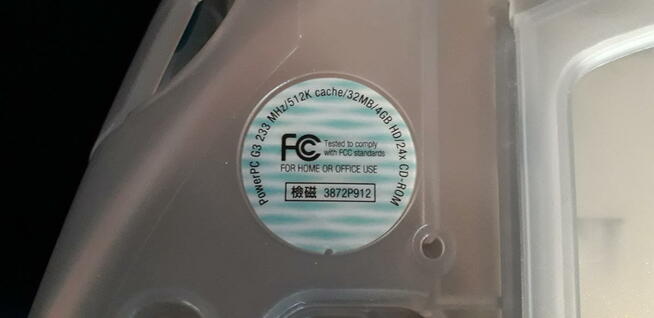 PowerPC G3 233 MHz/512K cache/32MB/4GB HD/24x CD-ROM
FC Tested to comply
with FCC standards
FOR HOME OR OFFICE USE
檢磁 3872P912